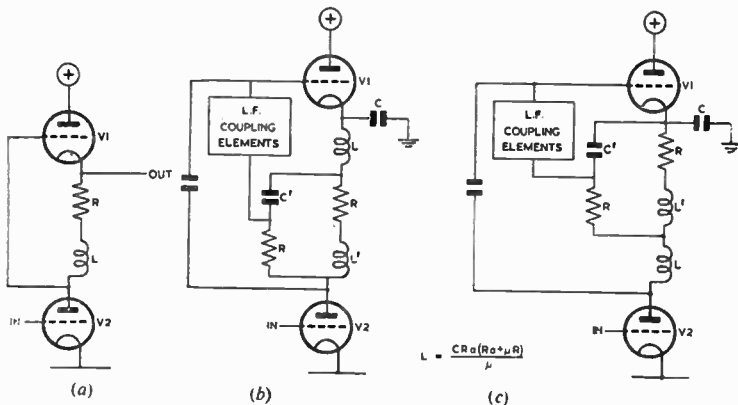 +
V1
OUT
R
L
IN
V2
(a)
+
V1
L.F.
COUPLING
ELEMENTS
C
L
C'
R
R
L'
IN
V2
(b)
+
V1
L.F.
COUPLING
ELEMENTS
C
C'
R
R
L'
L
IN
V2
L = CRa(Ra+μR)
μ
(c)